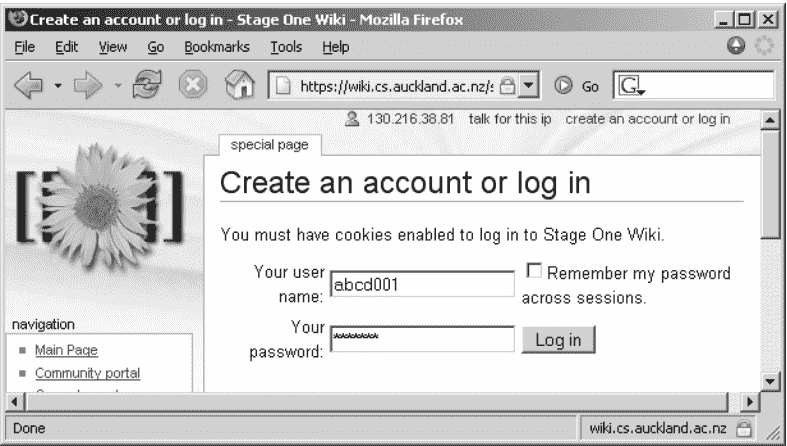 Create an account or log in - Stage One Wiki - Mozilla Firefox
File Edit View Go Bookmarks Tools Help
https://wiki.cs.auckland.ac.nz/s Go G
130.216.38.81 talk for this ip create an account or log in
special page
Create an account or log in
You must have cookies enabled to log in to Stage One Wiki.
Your user
name: abcd001
Remember my password
across sessions.
Your
password: *******
Log in
navigation
Main Page
Community portal
Done wiki.cs.auckland.ac.nz